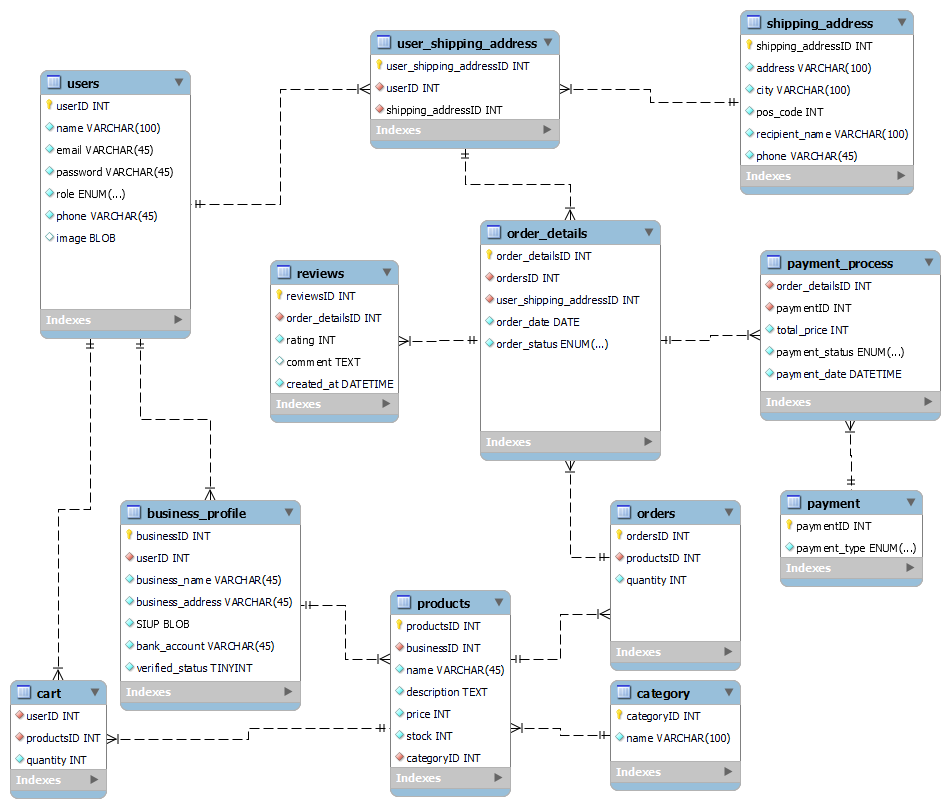 shipping_address
shipping_addressID INT
address VARCHAR(100)
city VARCHAR(100)
pos_code INT
recipient_name VARCHAR(100)
phone VARCHAR(45)
Indexes
user_shipping_address
user_shipping_addressID INT
userID INT
shipping_addressID INT
Indexes
users
userID INT
name VARCHAR(100)
email VARCHAR(45)
password VARCHAR(45)
role ENUM(...)
phone VARCHAR(45)
image BLOB
Indexes
order_details
order_detailsID INT
ordersID INT
user_shipping_addressID INT
order_date DATE
order_status ENUM(...)
Indexes
payment_process
order_detailsID INT
paymentID INT
total_price INT
payment_status ENUM(...)
payment_date DATETIME
Indexes
reviews
reviewsID INT
order_detailsID INT
rating INT
comment TEXT
created_at DATETIME
Indexes
payment
paymentID INT
payment_type ENUM(...)
Indexes
business_profile
businessID INT
userID INT
business_name VARCHAR(45)
business_address VARCHAR(45)
SIUP BLOB
bank_account VARCHAR(45)
verified_status TINYINT
Indexes
orders
ordersID INT
productsID INT
quantity INT
Indexes
products
productsID INT
businessID INT
name VARCHAR(45)
description TEXT
price INT
stock INT
categoryID INT
Indexes
cart
userID INT
productsID INT
quantity INT
Indexes
category
categoryID INT
name VARCHAR(100)
Indexes